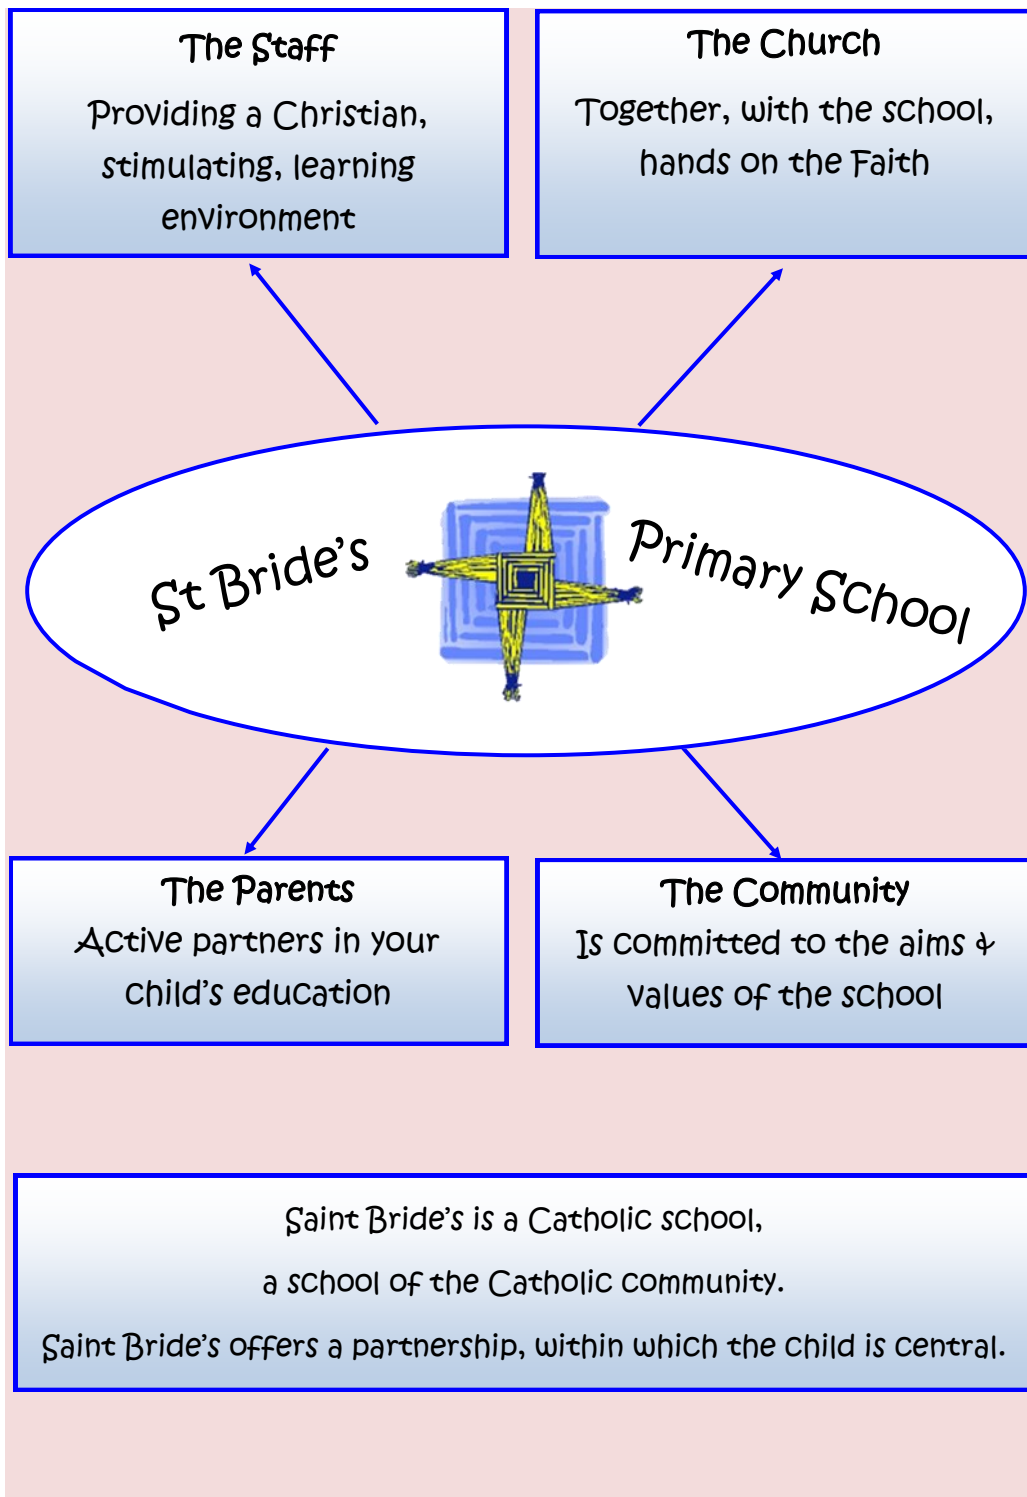 The Staff
Providing a Christian,
stimulating, learning
environment
The Church
Together, with the school,
hands on the Faith
St Bride's
Primary School
The Parents
Active partners in your
child's education
The Community
Is committed to the aims &
values of the school
Saint Bride's is a Catholic school,
a school of the Catholic community.
Saint Bride's offers a partnership, within which the child is central.